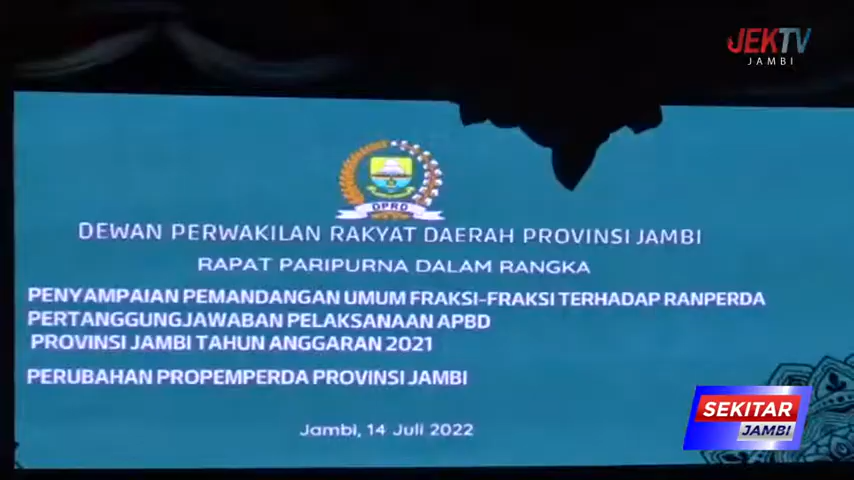 JEKTV
JAMBI
DPRD
DEWAN PERWAKILAN RAKYAT DAERAH PROVINSI JAMBI
RAPAT PARIPURNA DALAM RANGKA
PENYAMPAIAN PEMANDANGAN UMUM FRAKSI-FRAKSI TERHADAP RANPERDA
PERTANGGUNGJAWABAN PELAKSANAAN APBD
PROVINSI JAMBI TAHUN ANGGARAN 2021
PERUBAHAN PROPEMPERDA PROVINSI JAMBI
Jambi, 14 Juli 2022
SEKITAR
JAMBI